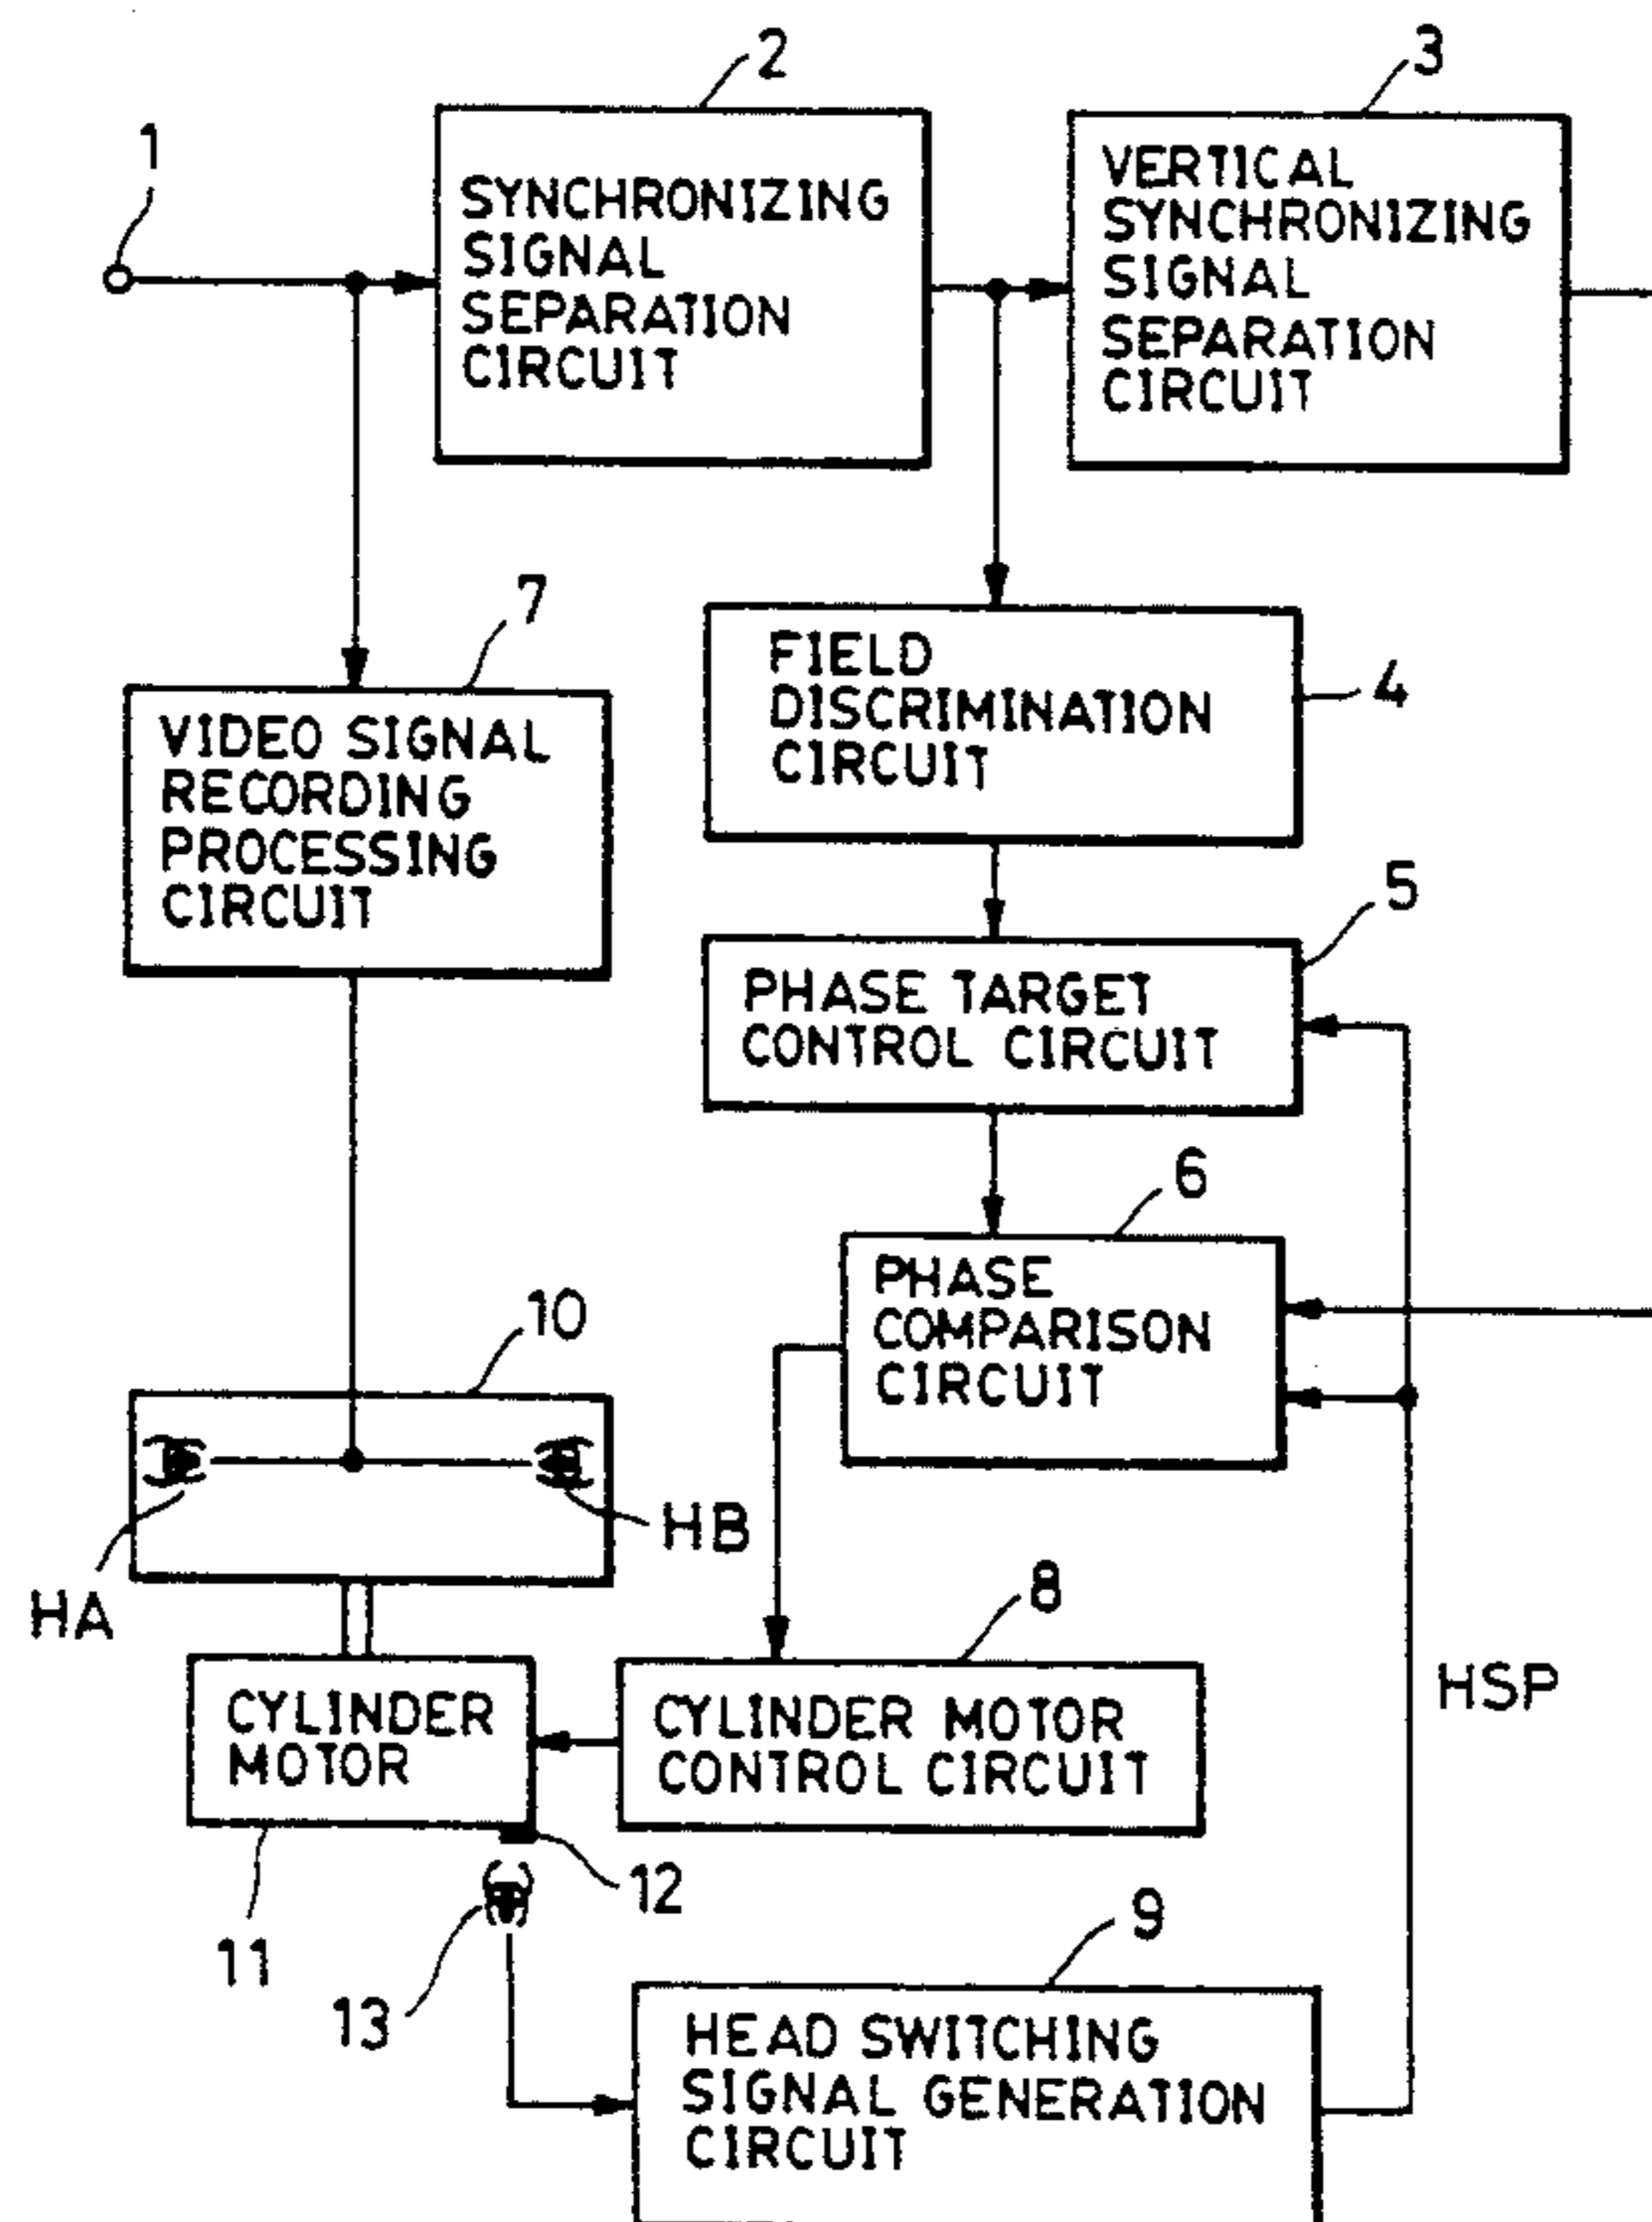 1
2
SYNCHRONIZING
SIGNAL
SEPARATION
CIRCUIT
3
VERTICAL
SYNCHRONIZING
SIGNAL
SEPARATION
CIRCUIT
7
VIDEO SIGNAL
RECORDING
PROCESSING
CIRCUIT
FIELD
DISCRIMINATION
CIRCUIT
4
5
PHASE TARGET
CONTROL CIRCUIT
6
PHASE
COMPARISON
CIRCUIT
10
HA
HB
8
CYLINDER
MOTOR
CYLINDER MOTOR
CONTROL CIRCUIT
HSP
11
12
13
9
HEAD SWITCHING
SIGNAL GENERATION
CIRCUIT